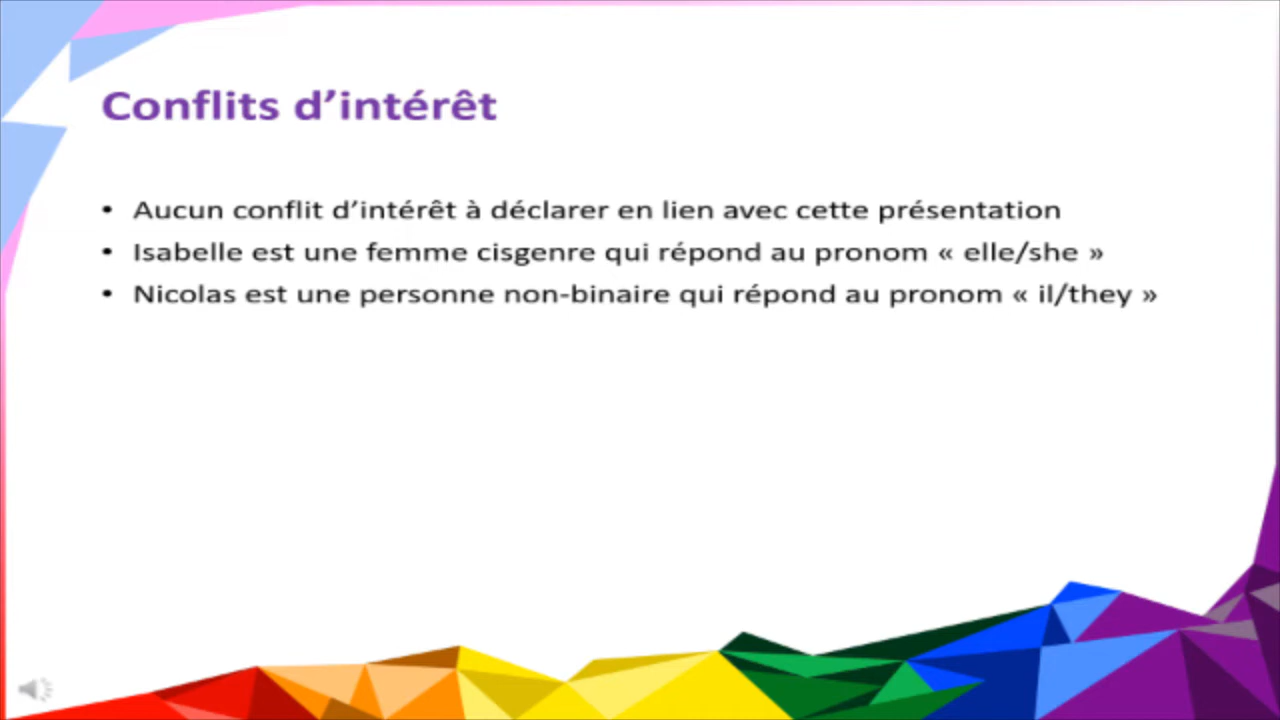 Conflits d’intérêt
• Aucun conflit d’intérêt à déclarer en lien avec cette présentation
• Isabelle est une femme cisgenre qui répond au pronom « elle/she »
• Nicolas est une personne non-binaire qui répond au pronom « il/they »